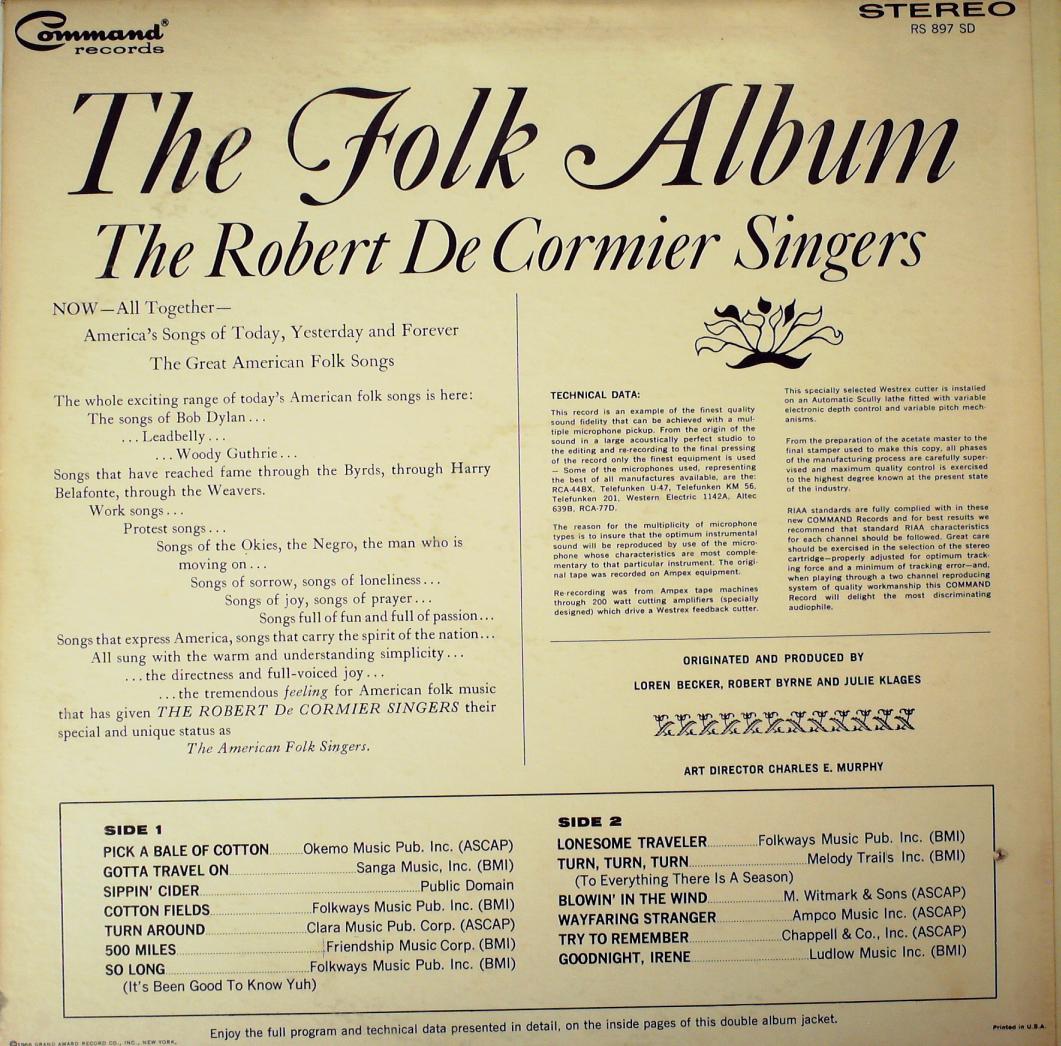 Command®
records
STEREO
RS 897 SD
The Folk Album
The Robert De Cormier Singers
NOW—All Together—
America's Songs of Today, Yesterday and Forever
The Great American Folk Songs
The whole exciting range of today's American folk songs is here:
The songs of Bob Dylan...
...Leadbelly...
...Woody Guthrie...
Songs that have reached fame through the Byrds, through Harry
Belafonte, through the Weavers.
Work songs...
Protest songs...
Songs of the Okies, the Negro, the man who is
moving on...
Songs of sorrow, songs of loneliness...
Songs of joy, songs of prayer...
Songs full of fun and full of passion...
Songs that express America, songs that carry the spirit of the nation...
All sung with the warm and understanding simplicity...
...the directness and full-voiced joy...
...the tremendous feeling for American folk music
that has given THE ROBERT De CORMIER SINGERS their
special and unique status as
The American Folk Singers.
TECHNICAL DATA:
This record is an example of the finest quality
sound fidelity that can be achieved with a mul-
tiple microphone pickup. From the origin of the
sound in a large acoustically perfect studio to
the editing and re-recording to the final pressing
of the record only the finest equipment is used
— Some of the microphones used, representing
the best of all manufactures available, are the:
RCA-44BX, Telefunken U-47, Telefunken KM 56,
Telefunken 201, Western Electric 1142A, Altec
639B, RCA-77D.
The reason for the multiplicity of microphone
types is to insure that the optimum instrumental
sound will be reproduced by use of the micro-
phone whose characteristics are most comple-
mentary to that particular instrument. The origi-
nal tape was recorded on Ampex equipment.
Re-recording was from Ampex tape machines
through 200 watt cutting amplifiers (specially
designed) which drive a Westrex feedback cutter.
This specially selected Westrex cutter is installed
on an Automatic Scully lathe fitted with variable
electronic depth control and variable pitch mech-
anisms.
From the preparation of the acetate master to the
final stamper used to make this copy, all phases
of the manufacturing process are carefully super-
vised and maximum quality control is exercised
to the highest degree known at the present state
of the industry.
RIAA standards are fully complied with in these
new COMMAND Records and for best results we
recommend that standard RIAA characteristics
for each channel should be followed. Great care
should be exercised in the selection of the stereo
cartridge—properly adjusted for optimum track-
ing force and a minimum of tracking error—and,
when playing through a two channel reproducing
system of quality workmanship this COMMAND
Record will delight the most discriminating
audiophile.
ORIGINATED AND PRODUCED BY
LOREN BECKER, ROBERT BYRNE AND JULIE KLAGES
ART DIRECTOR CHARLES E. MURPHY
SIDE 1
PICK A BALE OF COTTON..........Okemo Music Pub. Inc. (ASCAP)
GOTTA TRAVEL ON..........Sanga Music, Inc. (BMI)
SIPPIN' CIDER..........Public Domain
COTTON FIELDS..........Folkways Music Pub. Inc. (BMI)
TURN AROUND..........Clara Music Pub. Corp. (ASCAP)
500 MILES..........Friendship Music Corp. (BMI)
SO LONG..........Folkways Music Pub. Inc. (BMI)
(It's Been Good To Know Yuh)
SIDE 2
LONESOME TRAVELER..........Folkways Music Pub. Inc. (BMI)
TURN, TURN, TURN..........Melody Trails Inc. (BMI)
(To Everything There Is A Season)
BLOWIN' IN THE WIND..........M. Witmark & Sons (ASCAP)
WAYFARING STRANGER..........Ampco Music Inc. (ASCAP)
TRY TO REMEMBER..........Chappell & Co., Inc. (ASCAP)
GOODNIGHT, IRENE..........Ludlow Music Inc. (BMI)
Enjoy the full program and technical data presented in detail, on the inside pages of this double album jacket.
GRAND AWARD RECORD CO., INC., NEW YORK.
Printed in U.S.A.